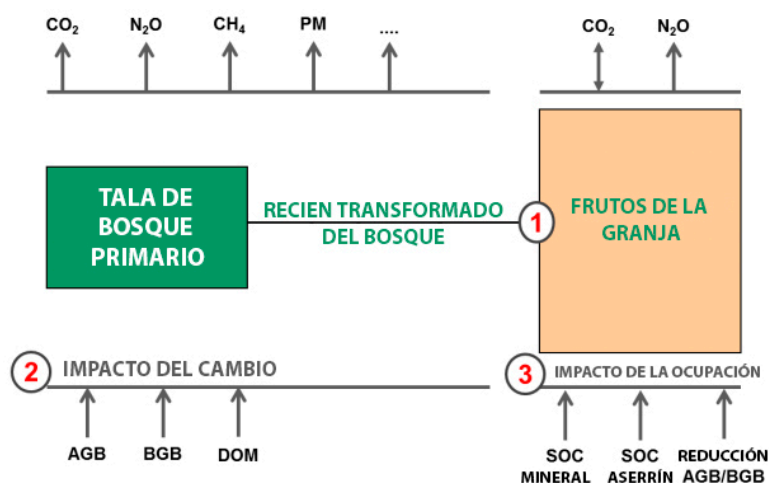 CO₂ N₂O CH₄ PM ....
CO₂ N₂O
TALA DE
BOSQUE
PRIMARIO
RECIEN TRANSFORMADO
DEL BOSQUE
1
FRUTOS DE LA
GRANJA
2 IMPACTO DEL CAMBIO
AGB BGB DOM
3 IMPACTO DE LA OCUPACIÓN
SOC
MINERAL
SOC
ASERRÍN
REDUCCIÓN
AGB/BGB